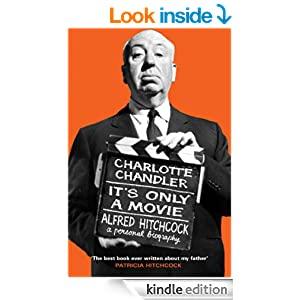 Look inside
CHARLOTTE
CHANDLER
IT'S ONLY
A MOVIE
ALFRED HITCHCOCK
a personal biography
'The best book ever written about my father'
PATRICIA HITCHCOCK
kindle edition